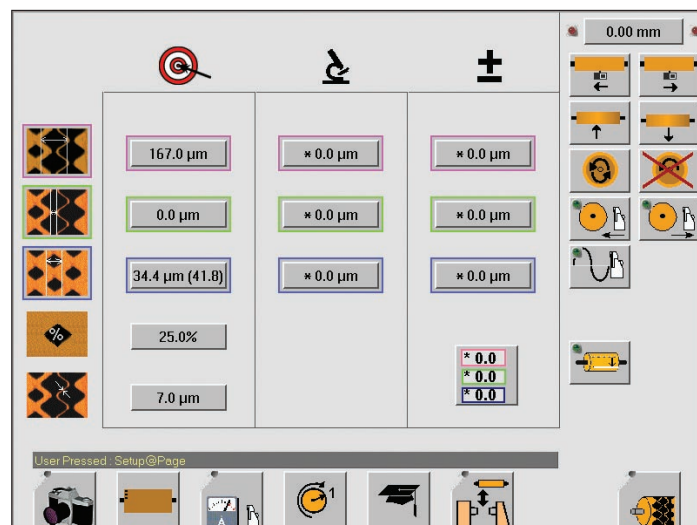 0.00 mm
167.0 µm
* 0.0 µm
* 0.0 µm
0.0 µm
* 0.0 µm
* 0.0 µm
34.4 µm (41.8)
* 0.0 µm
* 0.0 µm
%
25.0%
* 0.0
* 0.0
* 0.0
7.0 µm
User Pressed : Setup@Page
1
A